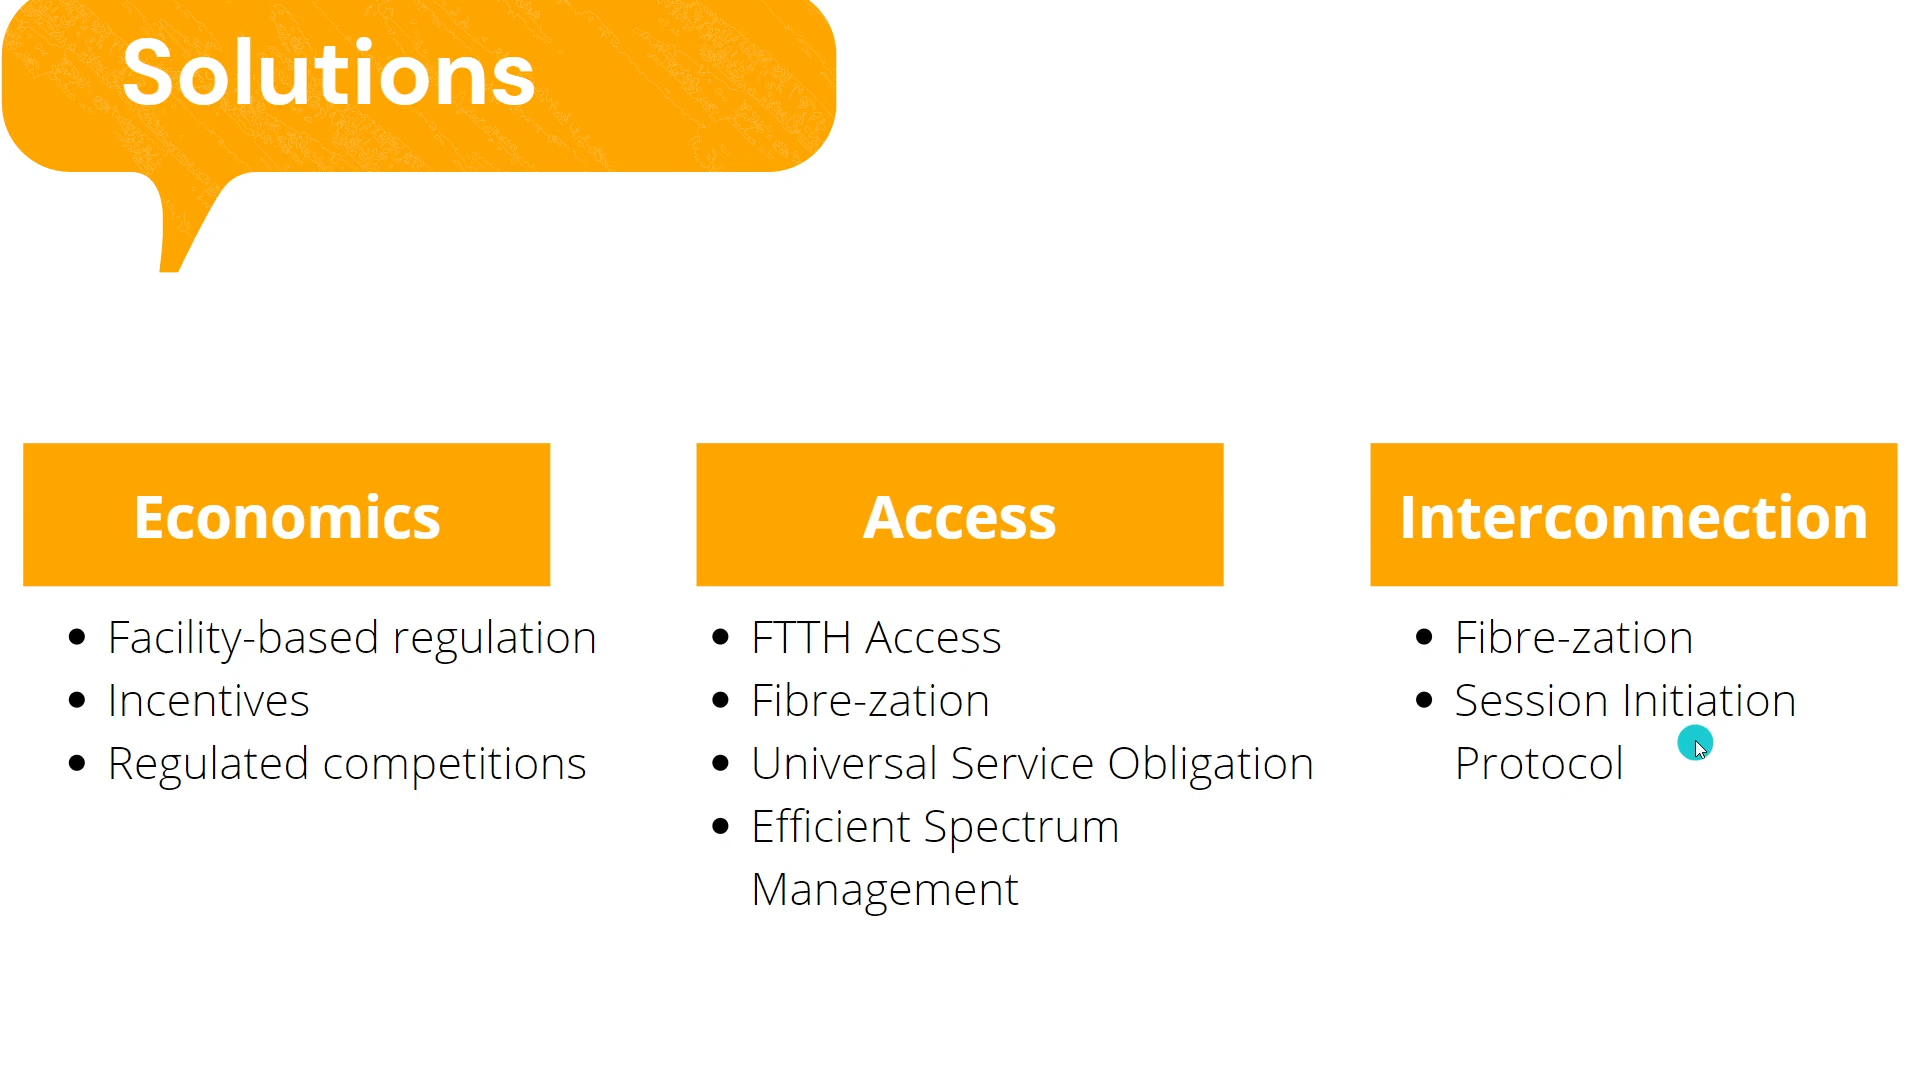 Solutions
Economics
Facility-based regulation
Incentives
Regulated competitions
Access
FTTH Access
Fibre-zation
Universal Service Obligation
Efficient Spectrum
Management
Interconnection
Fibre-zation
Session Initiation
Protocol